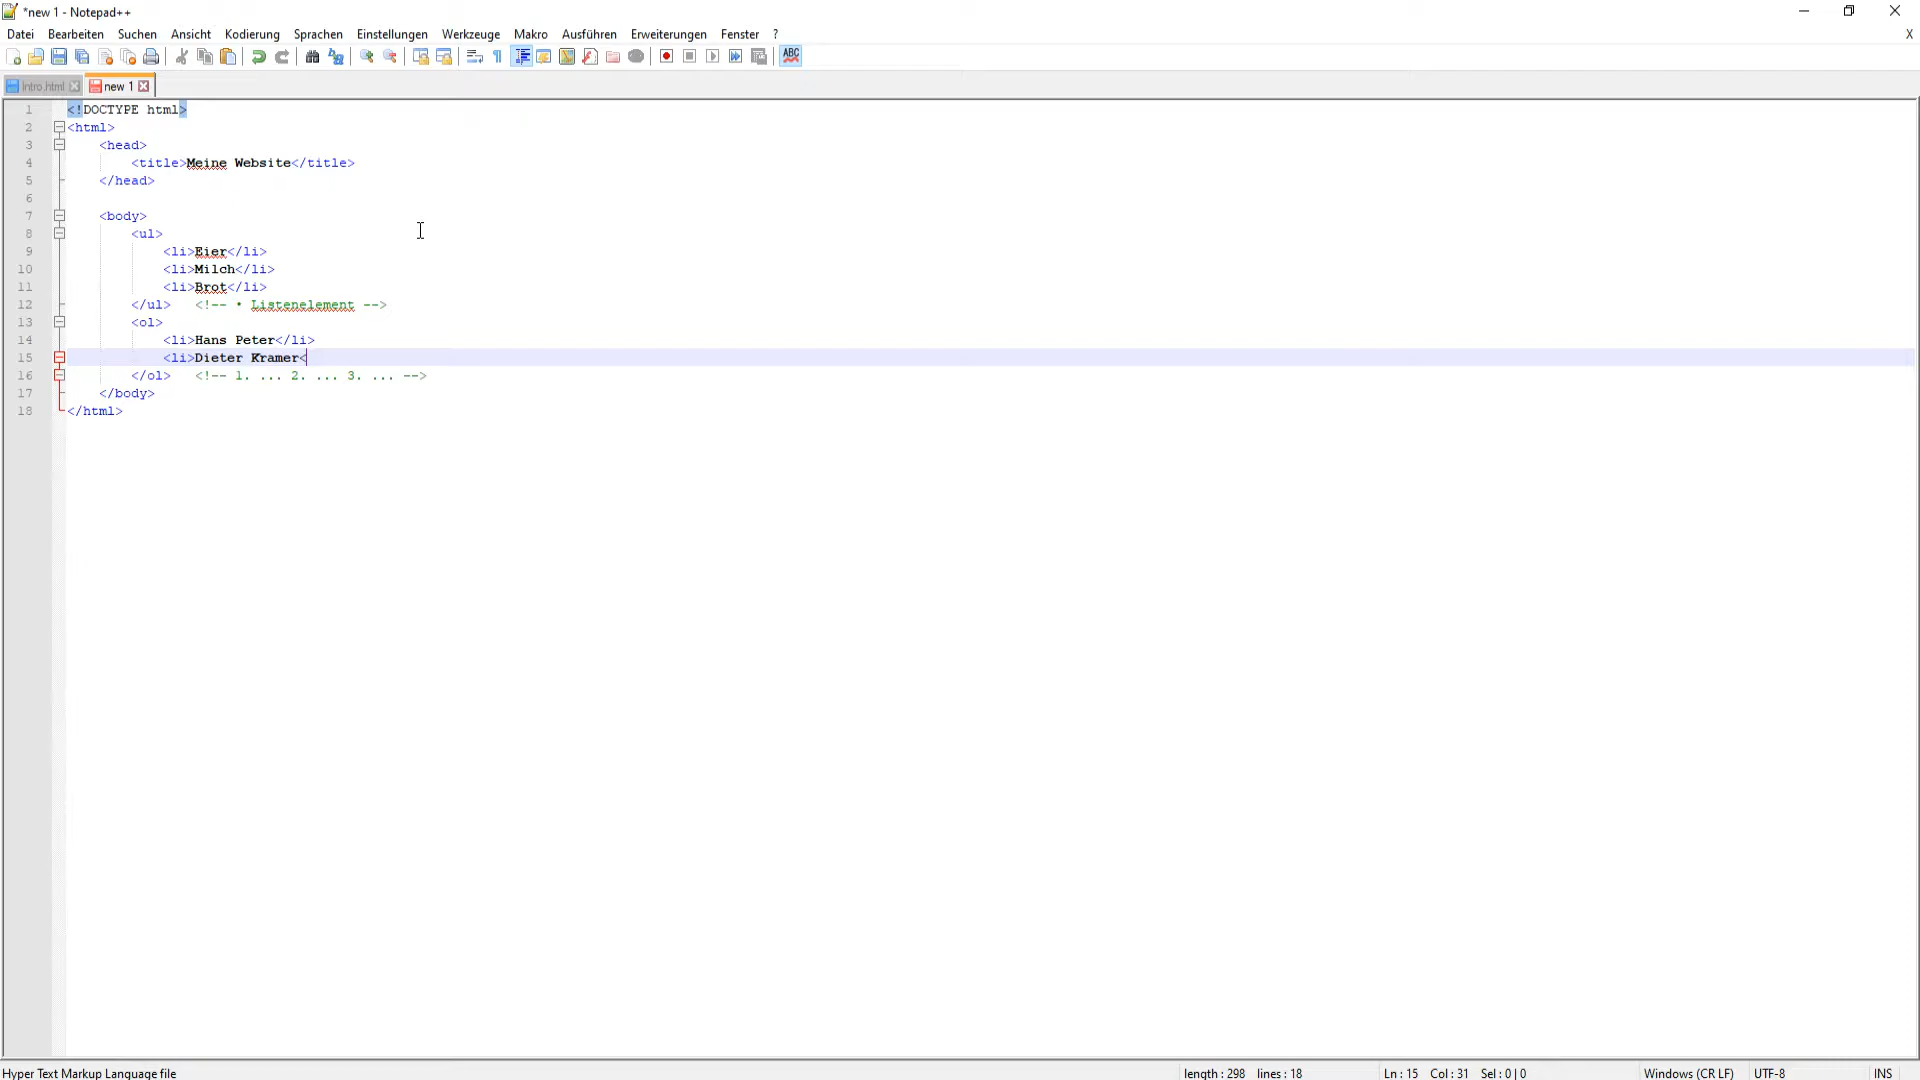 *new 1 - Notepad++
Datei Bearbeiten Suchen Ansicht Kodierung Sprachen Einstellungen Werkzeuge Makro Ausführen Erweiterungen Fenster ? X
ABC
Intro.html new 1
1 <!DOCTYPE html>
2 <html>
3 <head>
4 <title>Meine Website</title>
5 </head>
6
7 <body>
8 <ul>
9 <li>Eier</li>
10 <li>Milch</li>
11 <li>Brot</li>
12 </ul> <!-- • Listenelement -->
13 <ol>
14 <li>Hans Peter</li>
15 <li>Dieter Kramer<
16 </ol> <!-- 1. ... 2. ... 3. ... -->
17 </body>
18 </html>
Hyper Text Markup Language file length : 298 lines : 18 Ln : 15 Col : 31 Sel : 0 | 0 Windows (CR LF) UTF-8 INS